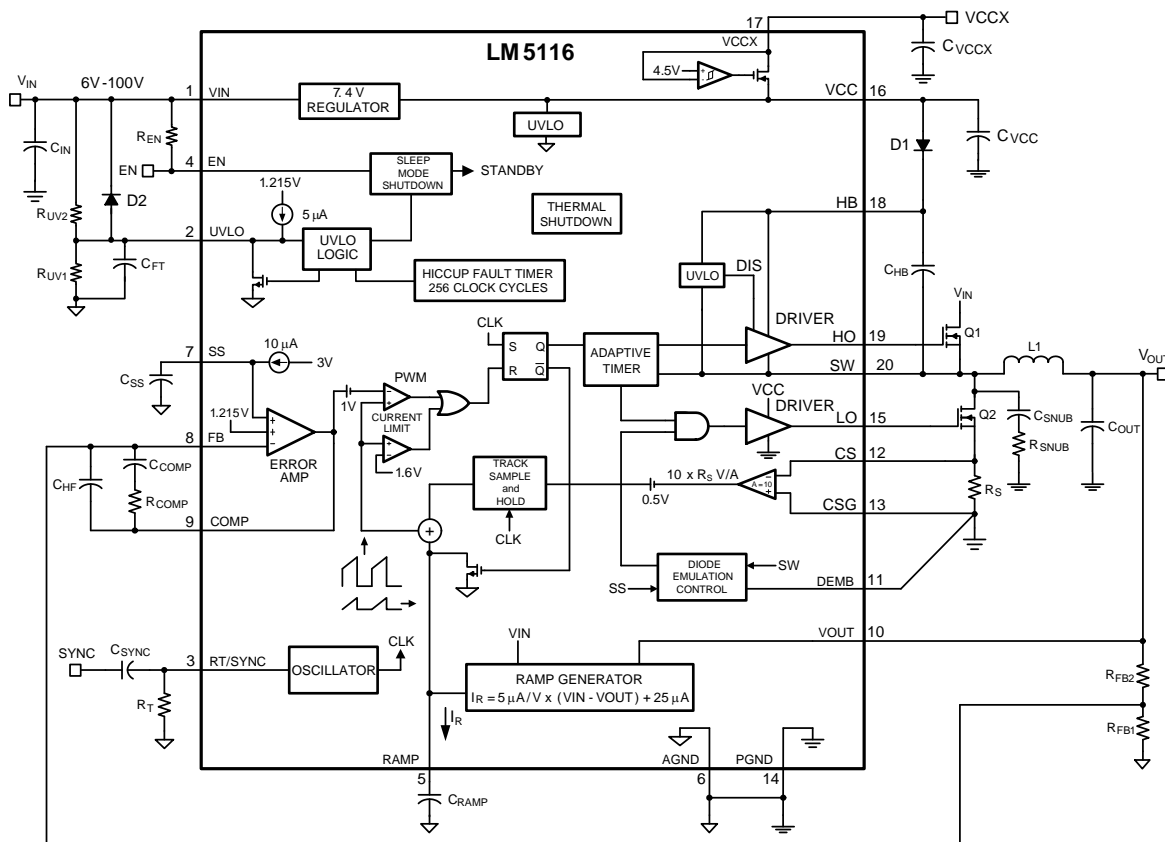 17
VCCX
VCCX
CVCCX
LM5116
4.5V
VIN
6V-100V
1
VIN
7.4 V
REGULATOR
VCC
16
UVLO
CVCC
D1
REN
CIN
EN
4
EN
SLEEP
MODE
SHUTDOWN
STANDBY
1.215V
5 µA
THERMAL
SHUTDOWN
HB
18
D2
RUV2
2
UVLO
UVLO
LOGIC
CFT
RUV1
HICCUP FAULT TIMER
256 CLOCK CYCLES
UVLO
DIS
CHB
VIN
DRIVER
Q1
HO
19
CLK
S
Q
R
Q
ADAPTIVE
TIMER
SW
20
L1
VOUT
7
SS
10 µA
3V
CSS
1V
PWM
CURRENT
LIMIT
1.6V
VCC
DRIVER
LO
15
Q2
CSNUB
RSNUB
COUT
1.215V
8
FB
ERROR
AMP
CCOMP
CHF
RCOMP
9
COMP
TRACK
SAMPLE
and
HOLD
CLK
10 x RS V/A
0.5V
A = 10
CS
12
RS
CSG
13
DIODE
EMULATION
CONTROL
SW
SS
DEMB
11
VOUT
10
SYNC
CSYNC
3
RT/SYNC
OSCILLATOR
CLK
RT
VIN
RAMP GENERATOR
IR = 5 µA/V x (VIN - VOUT) + 25 µA
IR
RFB2
RFB1
RAMP
5
CRAMP
AGND
6
PGND
14